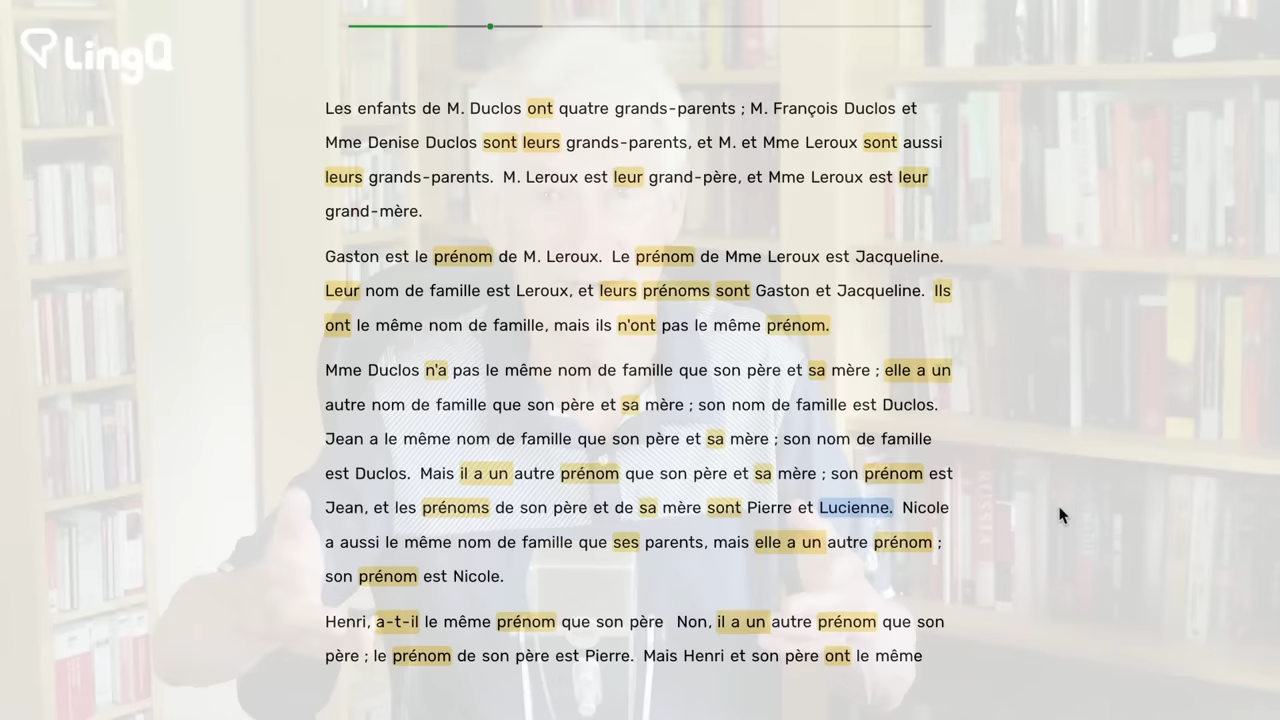 LingQ
Les enfants de M. Duclos ont quatre grands-parents ; M. François Duclos et
Mme Denise Duclos sont leurs grands-parents, et M. et Mme Leroux sont aussi
leurs grands-parents. M. Leroux est leur grand-père, et Mme Leroux est leur
grand-mère.
Gaston est le prénom de M. Leroux. Le prénom de Mme Leroux est Jacqueline.
Leur nom de famille est Leroux, et leurs prénoms sont Gaston et Jacqueline. Ils
ont le même nom de famille, mais ils n'ont pas le même prénom.
Mme Duclos n'a pas le même nom de famille que son père et sa mère ; elle a un
autre nom de famille que son père et sa mère ; son nom de famille est Duclos.
Jean a le même nom de famille que son père et sa mère ; son nom de famille
est Duclos. Mais il a un autre prénom que son père et sa mère ; son prénom est
Jean, et les prénoms de son père et de sa mère sont Pierre et Lucienne. Nicole
a aussi le même nom de famille que ses parents, mais elle a un autre prénom ;
son prénom est Nicole.
Henri, a-t-il le même prénom que son père Non, il a un autre prénom que son
père ; le prénom de son père est Pierre. Mais Henri et son père ont le même